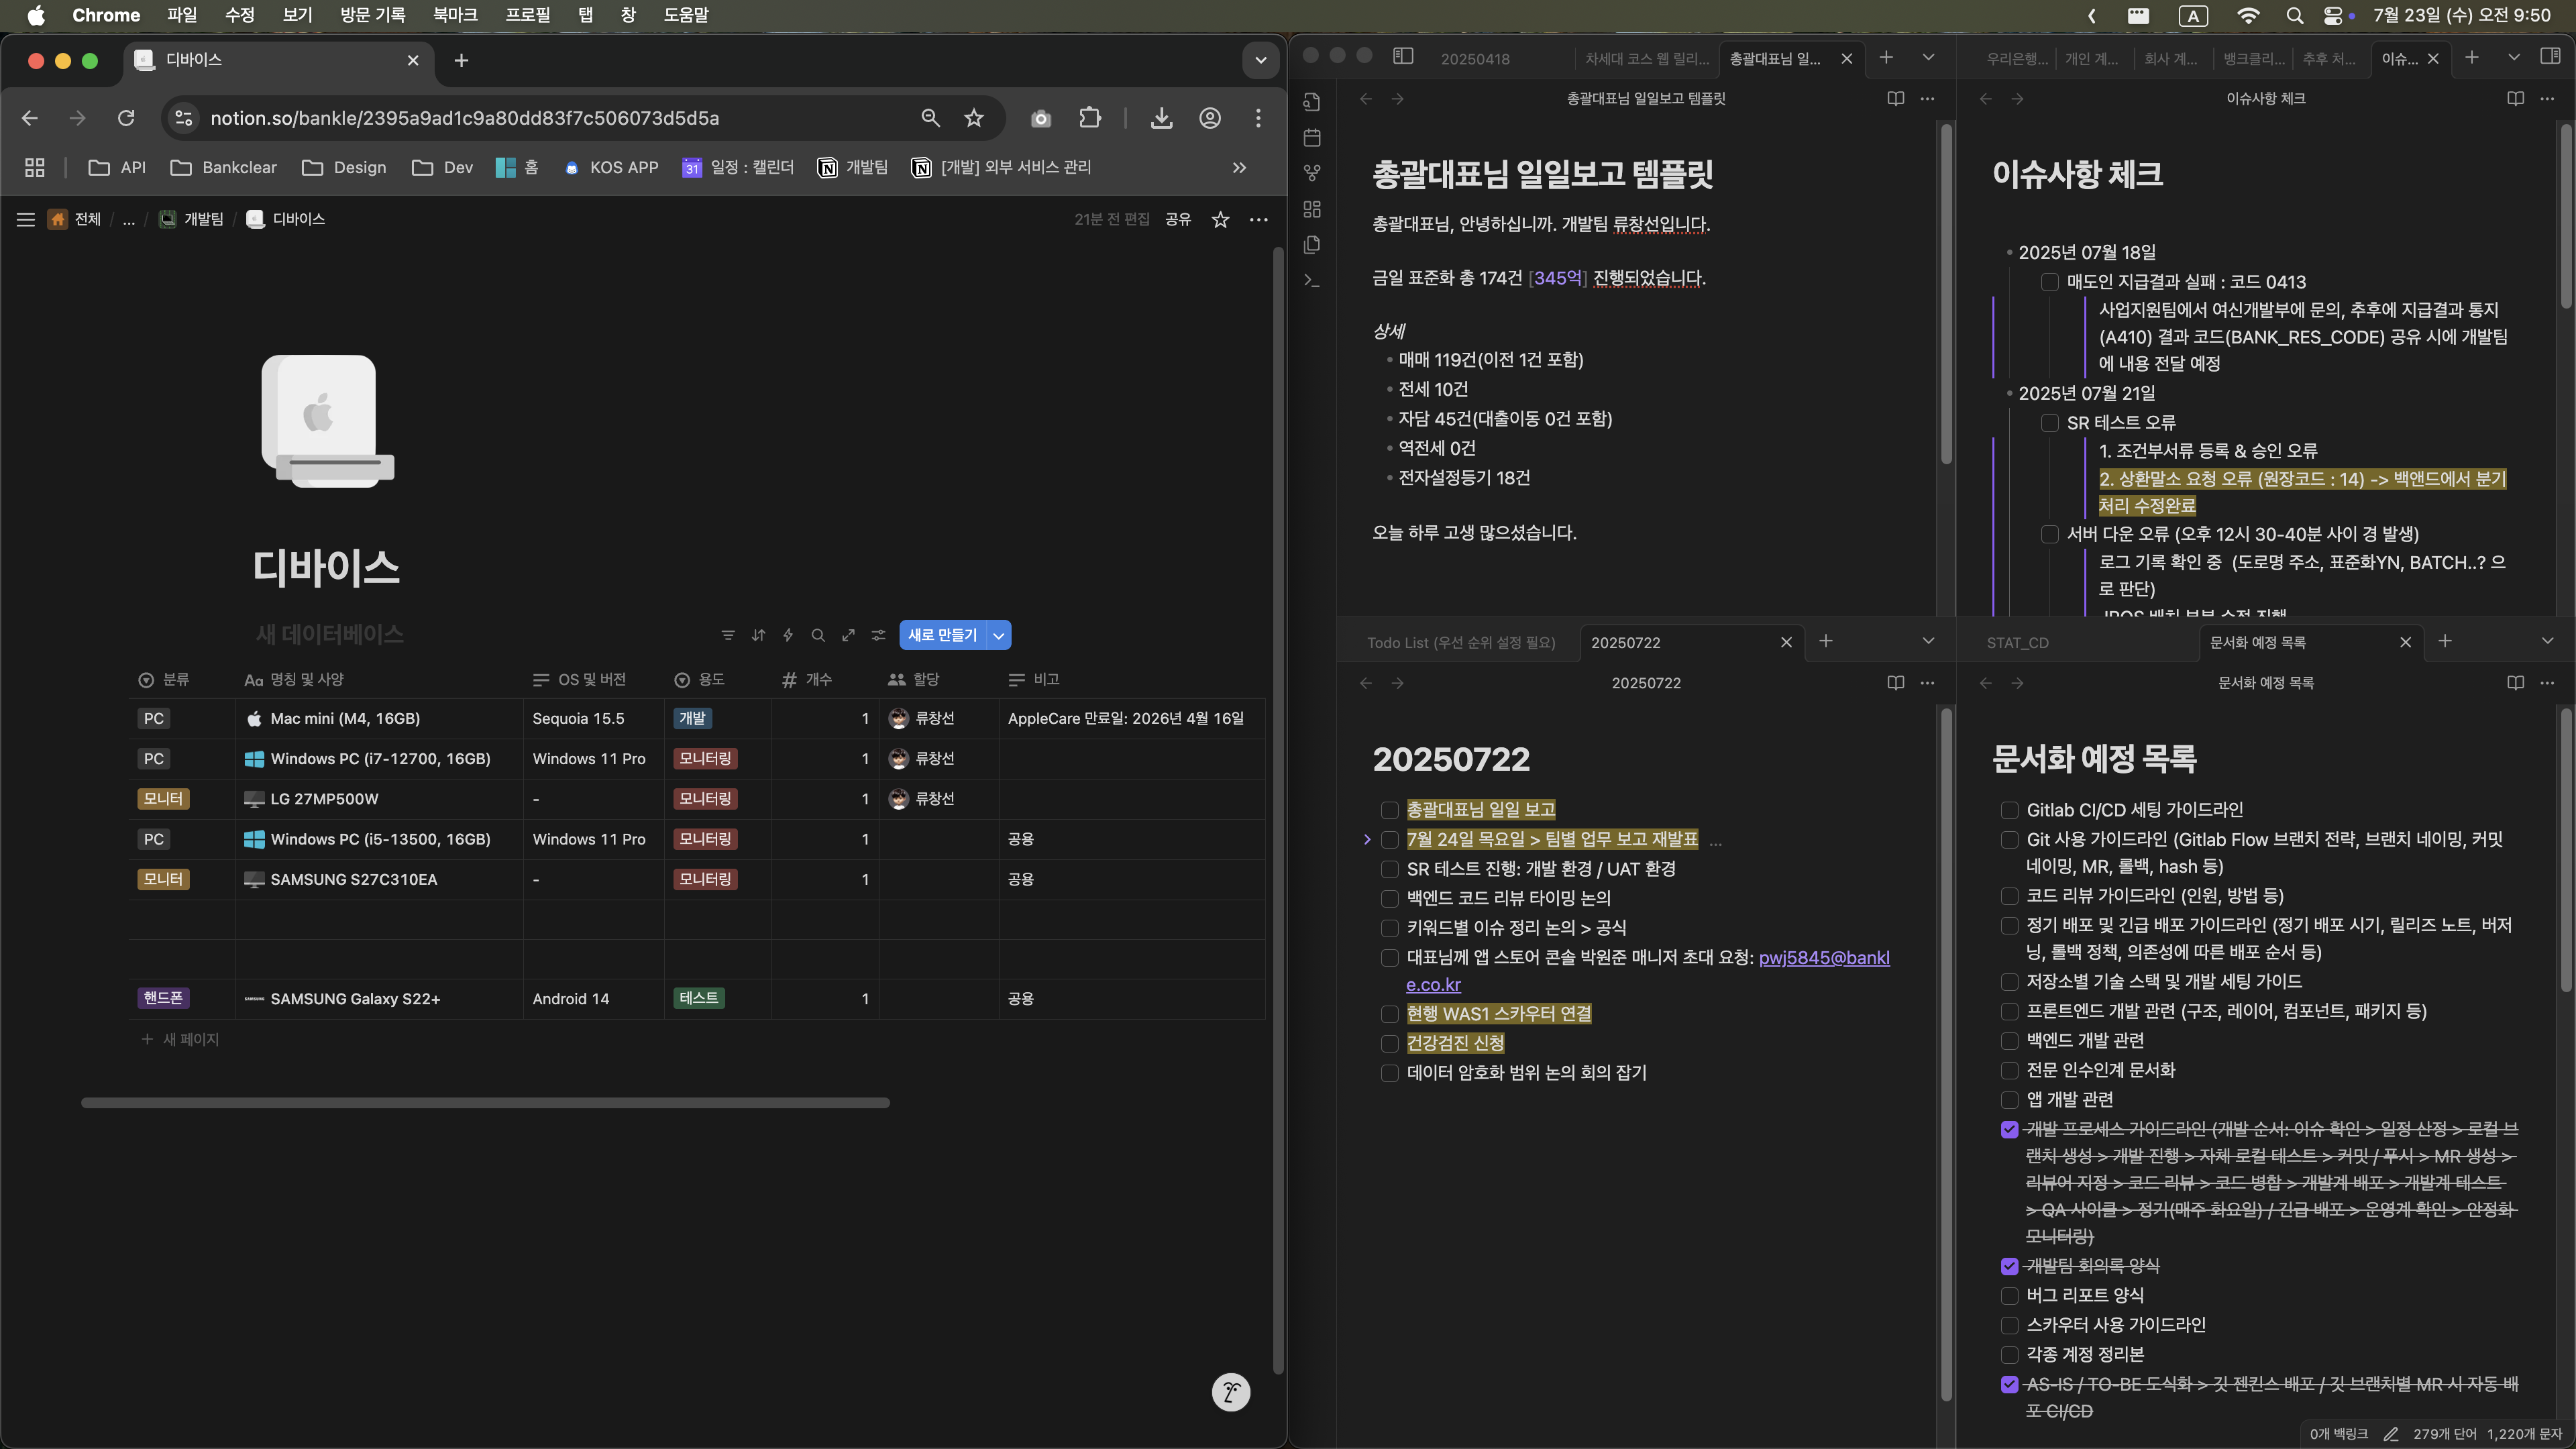 Chrome 파일 수정 보기 방문 기록 북마크 프로필 탭 창 도움말
A 7월 23일 (수) 오전 9:50
디바이스
notion.so/bankle/2395a9ad1c9a80dd83f7c506073d5d5a
API Bankclear Design Dev 홈 KOS APP 31 일정 : 캘린더 개발팀 [개발] 외부 서비스 관리
전체 / ... / 개발팀 / 디바이스
21분 전 편집 공유
디바이스
새 데이터베이스
새로 만들기
분류 Aa 명칭 및 사양 OS 및 버전 용도 # 개수 할당 비고
PC Mac mini (M4, 16GB) Sequoia 15.5 개발 1 류창선 AppleCare 만료일: 2026년 4월 16일
PC Windows PC (i7-12700, 16GB) Windows 11 Pro 모니터링 1 류창선
모니터 LG 27MP500W - 모니터링 1 류창선
PC Windows PC (i5-13500, 16GB) Windows 11 Pro 모니터링 1 공용
모니터 SAMSUNG S27C310EA - 모니터링 1 공용
핸드폰 SAMSUNG Galaxy S22+ Android 14 테스트 1 공용
+ 새 페이지
20250418 차세대 코스 웹 릴리... 총괄대표님 일...
총괄대표님 일일보고 템플릿
총괄대표님 일일보고 템플릿
총괄대표님, 안녕하십니까. 개발팀 류창선입니다.
금일 표준화 총 174건 [345억] 진행되었습니다.
상세
매매 119건(이전 1건 포함)
전세 10건
자담 45건(대출이동 0건 포함)
역전세 0건
전자설정등기 18건
오늘 하루 고생 많으셨습니다.
우리은행... 개인 계... 회사 계... 뱅크클리... 추후 처... 이슈...
이슈사항 체크
이슈사항 체크
2025년 07월 18일
매도인 지급결과 실패 : 코드 0413
사업지원팀에서 여신개발부에 문의, 추후에 지급결과 통지
(A410) 결과 코드(BANK_RES_CODE) 공유 시에 개발팀
에 내용 전달 예정
2025년 07월 21일
SR 테스트 오류
1. 조건부서류 등록 & 승인 오류
2. 상환말소 요청 오류 (원장코드 : 14) -> 백앤드에서 분기
처리 수정완료
서버 다운 오류 (오후 12시 30-40분 사이 경 발생)
로그 기록 확인 중 (도로명 주소, 표준화YN, BATCH..? 으
로 판단)
Todo List (우선 순위 설정 필요) 20250722
20250722
20250722
총괄대표님 일일 보고
7월 24일 목요일 > 팀별 업무 보고 재발표 ...
SR 테스트 진행: 개발 환경 / UAT 환경
백엔드 코드 리뷰 타이밍 논의
키워드별 이슈 정리 논의 > 공식
대표님께 앱 스토어 콘솔 박원준 매니저 초대 요청: pwj5845@bankl
e.co.kr
현행 WAS1 스카우터 연결
건강검진 신청
데이터 암호화 범위 논의 회의 잡기
STAT_CD 문서화 예정 목록
문서화 예정 목록
문서화 예정 목록
Gitlab CI/CD 세팅 가이드라인
Git 사용 가이드라인 (Gitlab Flow 브랜치 전략, 브랜치 네이밍, 커밋
네이밍, MR, 롤백, hash 등)
코드 리뷰 가이드라인 (인원, 방법 등)
정기 배포 및 긴급 배포 가이드라인 (정기 배포 시기, 릴리즈 노트, 버저
닝, 롤백 정책, 의존성에 따른 배포 순서 등)
저장소별 기술 스택 및 개발 세팅 가이드
프론트엔드 개발 관련 (구조, 레이어, 컴포넌트, 패키지 등)
백엔드 개발 관련
전문 인수인계 문서화
앱 개발 관련
개발 프로세스 가이드라인 (개발 순서: 이슈 확인 > 일정 산정 > 로컬 브
랜치 생성 > 개발 진행 > 자체 로컬 테스트 > 커밋 / 푸시 > MR 생성 >
리뷰어 지정 > 코드 리뷰 > 코드 병합 > 개발계 배포 > 개발계 테스트
> QA 사이클 > 정기(매주 화요일) / 긴급 배포 > 운영계 확인 > 안정화
모니터링)
개발팀 회의록 양식
버그 리포트 양식
스카우터 사용 가이드라인
각종 계정 정리본
AS-IS / TO-BE 도식화 > 깃 젠킨스 배포 / 깃 브랜치별 MR 시 자동 배
포 CI/CD
0개 백링크 279개 단어 1,220개 문자